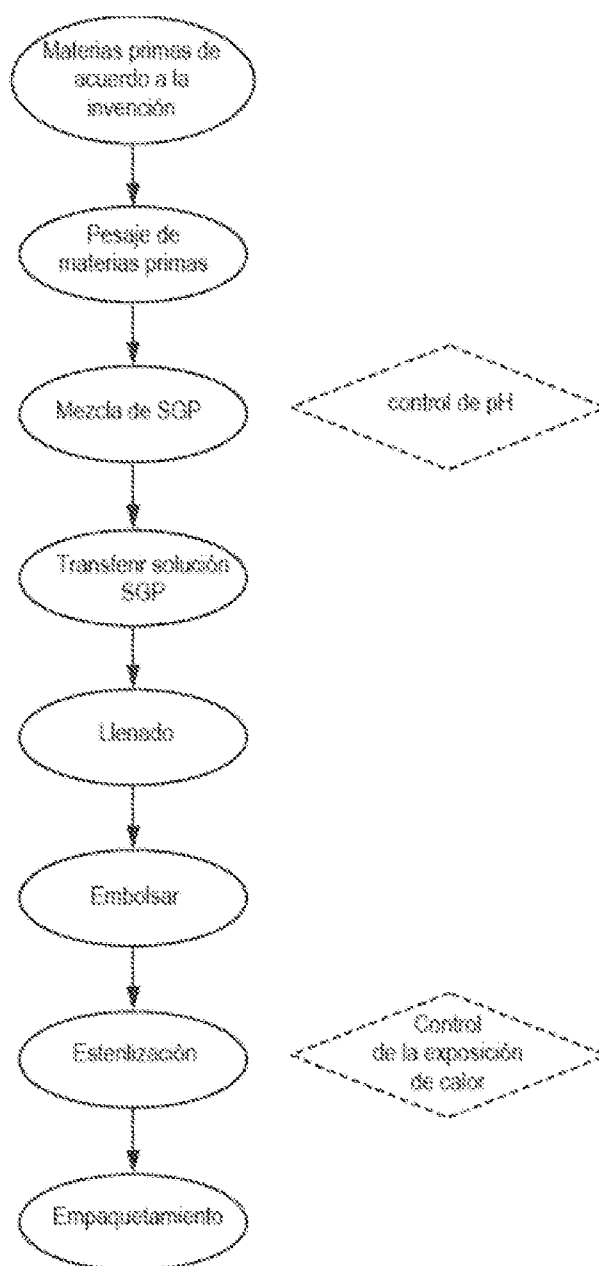 Materias primas de
acuerdo a la
invención
Pesaje de
materias primas
Mezcla de SGP
control de pH
Transferir solución
SGP
Llenado
Embolsar
Esterilización
Control
de la exposición
de calor
Empaquetamiento